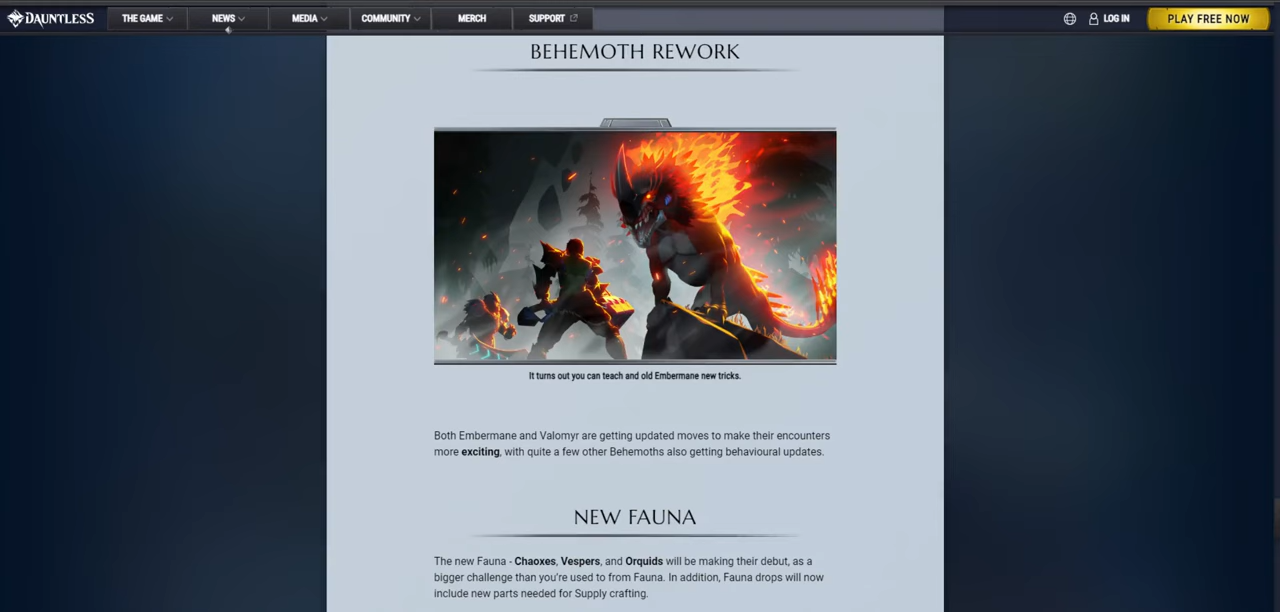 DAUNTLESS THE GAME NEWS MEDIA COMMUNITY MERCH SUPPORT LOG IN PLAY FREE NOW
BEHEMOTH REWORK
It turns out you can teach and old Embermane new tricks.
Both Embermane and Valomyr are getting updated moves to make their encounters
more exciting, with quite a few other Behemoths also getting behavioural updates.
NEW FAUNA
The new Fauna - Chaoxes, Vespers, and Orquids will be making their debut, as a
bigger challenge than you're used to from Fauna. In addition, Fauna drops will now
include new parts needed for Supply crafting.